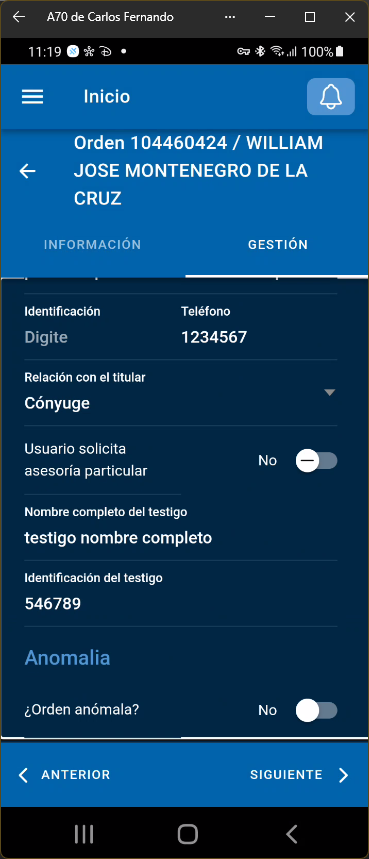 A70 de Carlos Fernando
11:19
100%
Inicio
Orden 104460424 / WILLIAM
JOSE MONTENEGRO DE LA
CRUZ
INFORMACIÓN GESTIÓN
Identificación Teléfono
Digite 1234567
Relación con el titular
Cónyuge
Usuario solicita
asesoría particular
No
Nombre completo del testigo
testigo nombre completo
Identificación del testigo
546789
Anomalia
¿Orden anómala? No
ANTERIOR SIGUIENTE